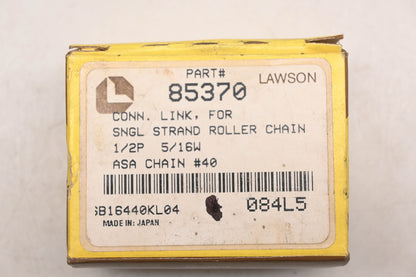 PART# LAWSON
85370
CONN. LINK, FOR
SNGL STRAND ROLLER CHAIN
1/2P 5/16W
ASA CHAIN #40
SB16440KL04 084L5
MADE IN: JAPAN